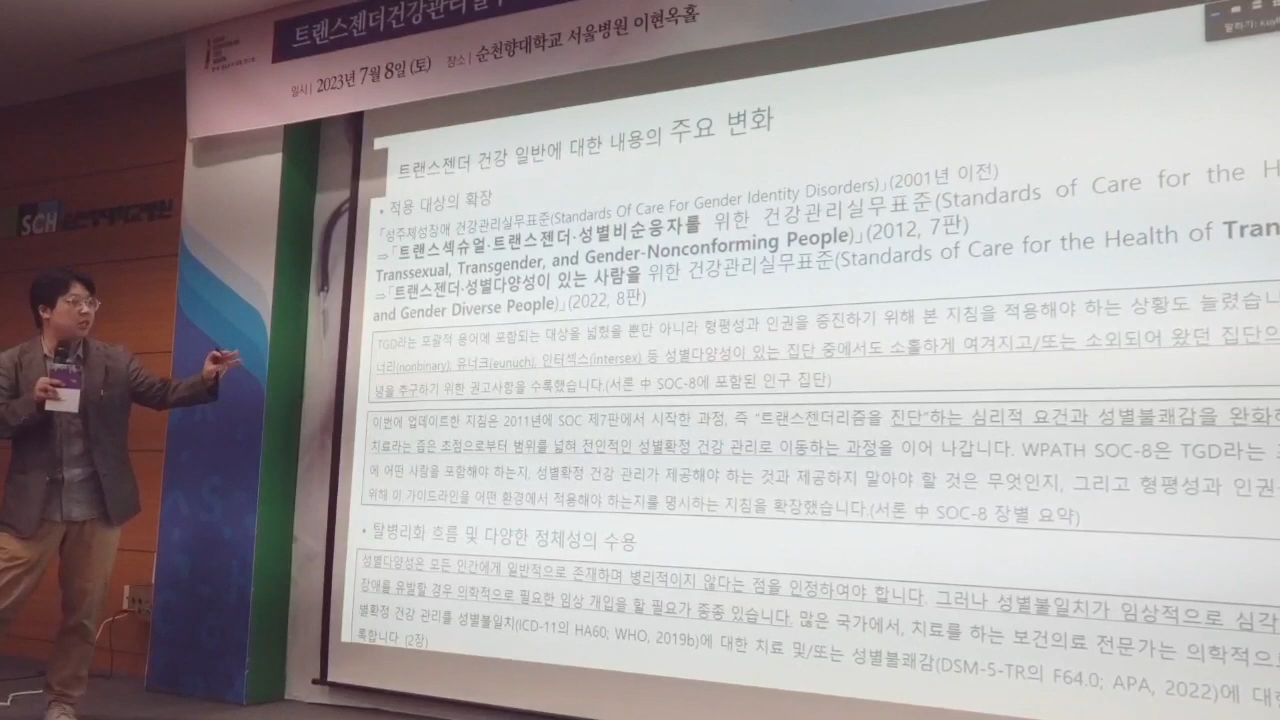 트랜스젠더건강관리실무
일시 | 2023년 7월 8일 (토) 장소 | 순천향대학교 서울병원 이현옥홀
SCH 순천향대학교병원
트랜스젠더 건강 일반에 대한 내용의 주요 변화
• 적용 대상의 확장
「성주체성장애 건강관리실무표준(Standards Of Care For Gender Identity Disorders)」(2001년 이전)
⇒「트랜스섹슈얼·트랜스젠더·성별비순응자를 위한 건강관리실무표준(Standards of Care for the H
Transsexual, Transgender, and Gender-Nonconforming People)」(2012, 7판)
⇒「트랜스젠더·성별다양성이 있는 사람을 위한 건강관리실무표준(Standards of Care for the Health of Tran
and Gender Diverse People)」(2022, 8판)
TGD라는 포괄적 용어에 포함되는 대상을 넓혔을 뿐만 아니라 형평성과 인권을 증진하기 위해 본 지침을 적용해야 하는 상황도 늘렸습니
너리(nonbinary), 유너크(eunuch), 인터섹스(intersex) 등 성별다양성이 있는 집단 중에서도 소홀하게 여겨지고/또는 소외되어 왔던 집단으
녕을 추구하기 위한 권고사항을 수록했습니다.(서론 中 SOC-8에 포함된 인구 집단)
이번에 업데이트한 지침은 2011년에 SOC 제7판에서 시작한 과정, 즉 “트랜스젠더리즘을 진단”하는 심리적 요건과 성별불쾌감을 완화
치료라는 좁은 초점으로부터 범위를 넓혀 전인적인 성별확정 건강 관리로 이동하는 과정을 이어 나갑니다. WPATH SOC-8은 TGD라는
에 어떤 사람을 포함해야 하는지, 성별확정 건강 관리가 제공해야 하는 것과 제공하지 말아야 할 것은 무엇인지, 그리고 형평성과 인권
위해 이 가이드라인을 어떤 환경에서 적용해야 하는지를 명시하는 지침을 확장했습니다.(서론 中 SOC-8 장별 요약)
• 탈병리화 흐름 및 다양한 정체성의 수용
성별다양성은 모든 인간에게 일반적으로 존재하며 병리적이지 않다는 점을 인정하여야 합니다. 그러나 성별불일치가 임상적으로 심각
장애를 유발할 경우 의학적으로 필요한 임상 개입을 할 필요가 종종 있습니다. 많은 국가에서, 치료를 하는 보건의료 전문가는 의학적으
별확정 건강 관리를 성별불일치(ICD-11의 HA60; WHO, 2019b)에 대한 치료 및/또는 성별불쾌감(DSM-5-TR의 F64.0; APA, 2022)에 대한
록합니다. (2장)